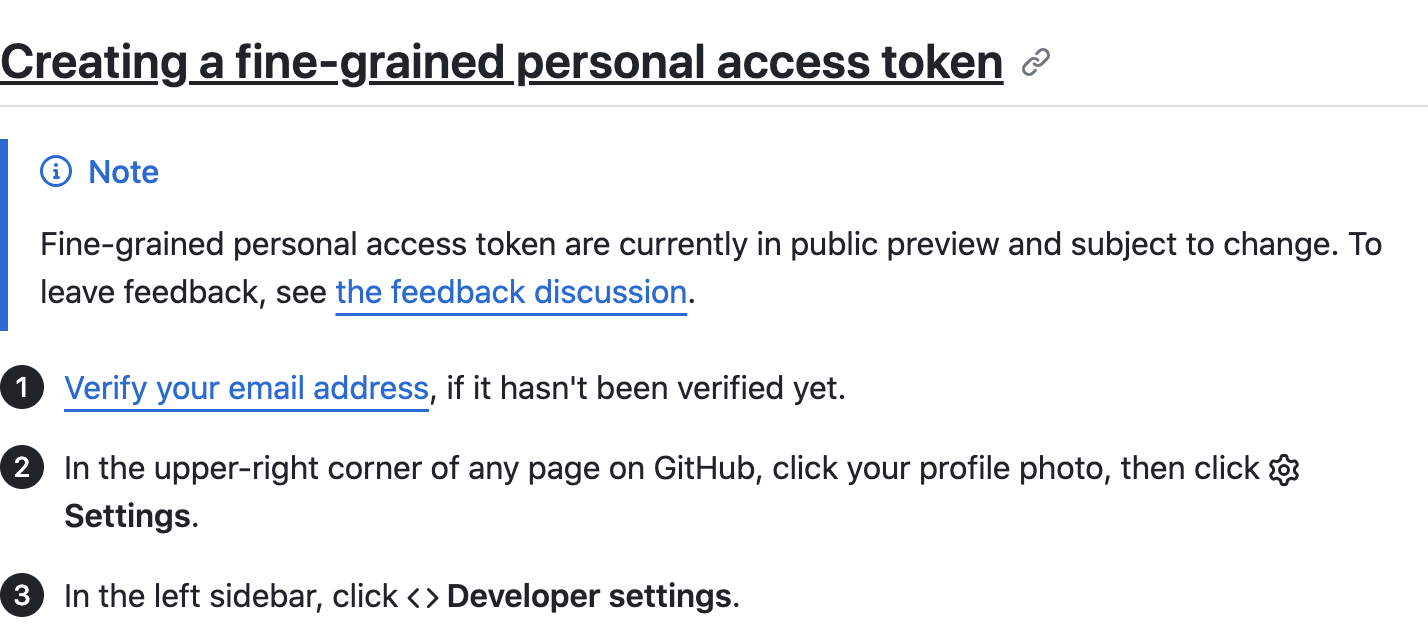 Creating a fine-grained personal access token
Note
Fine-grained personal access token are currently in public preview and subject to change. To
leave feedback, see the feedback discussion.
1 Verify your email address, if it hasn't been verified yet.
2 In the upper-right corner of any page on GitHub, click your profile photo, then click
Settings.
3 In the left sidebar, click <> Developer settings.